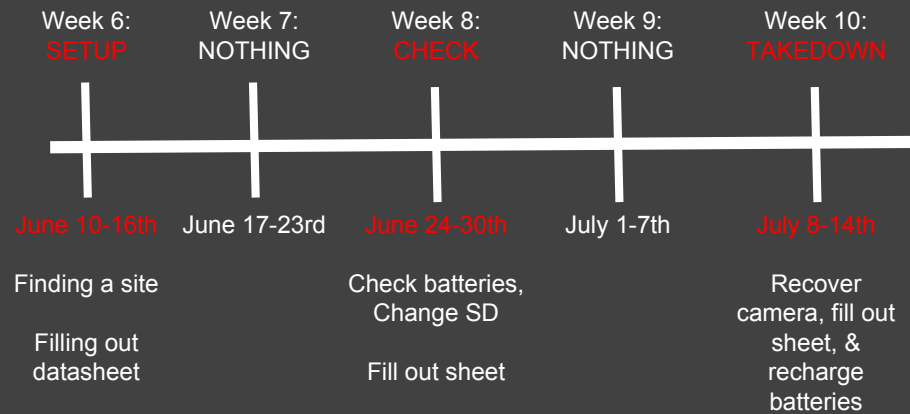 Week 6:
SETUP
Week 7:
NOTHING
Week 8:
CHECK
Week 9:
NOTHING
Week 10:
TAKEDOWN
June 10-16th
June 17-23rd
June 24-30th
July 1-7th
July 8-14th
Finding a site
Filling out
datasheet
Check batteries,
Change SD
Fill out sheet
Recover
camera, fill out
sheet, &
recharge
batteries